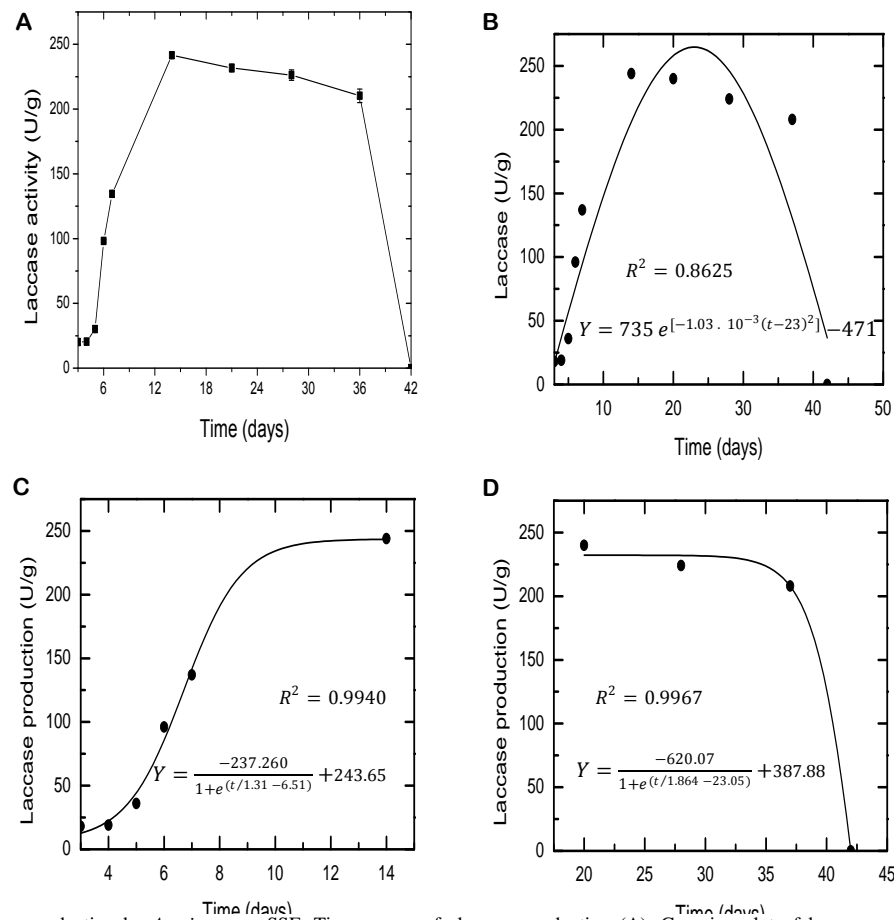 A
Laccase activity (U/g)
250
200
150
100
50
0
6 12 18 24 30 36 42
Time (days)
B
Laccase (U/g)
250
200
150
100
50
0
R² = 0.8625
Y = 735 e^[−1.03 . 10^−3(t−23)^2] −471
10 20 30 40 50
Time (days)
C
Laccase production (U/g)
250
200
150
100
50
0
R² = 0.9940
Y = −237.260 / 1+e^(t/1.31 −6.51) +243.65
4 6 8 10 12 14
Time (days)
D
Laccase production (U/g)
250
200
150
100
50
0
R² = 0.9967
Y = −620.07 / 1+e^(t/1.864 −23.05) +387.88
20 25 30 35 40 45
Time (days)